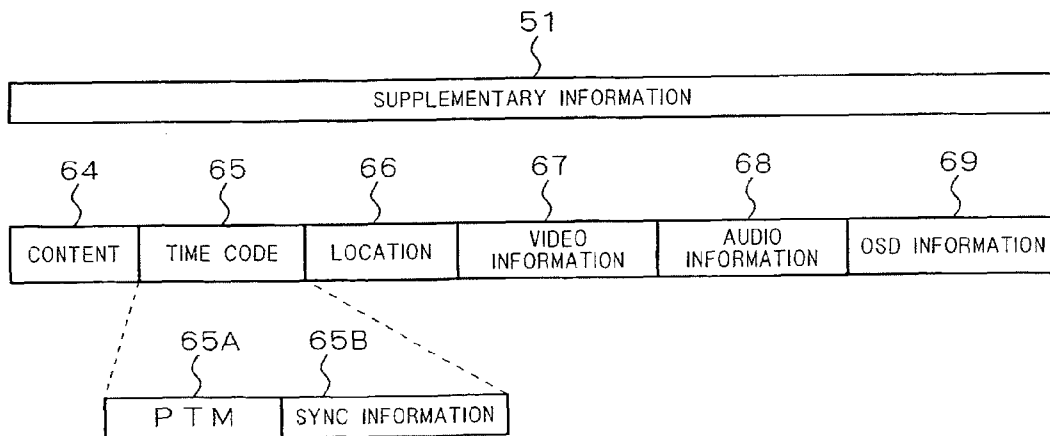 51
SUPPLEMENTARY INFORMATION
64 65 66 67 68 69
CONTENT TIME CODE LOCATION VIDEO INFORMATION AUDIO INFORMATION OSD INFORMATION
65A 65B
PTM SYNC INFORMATION